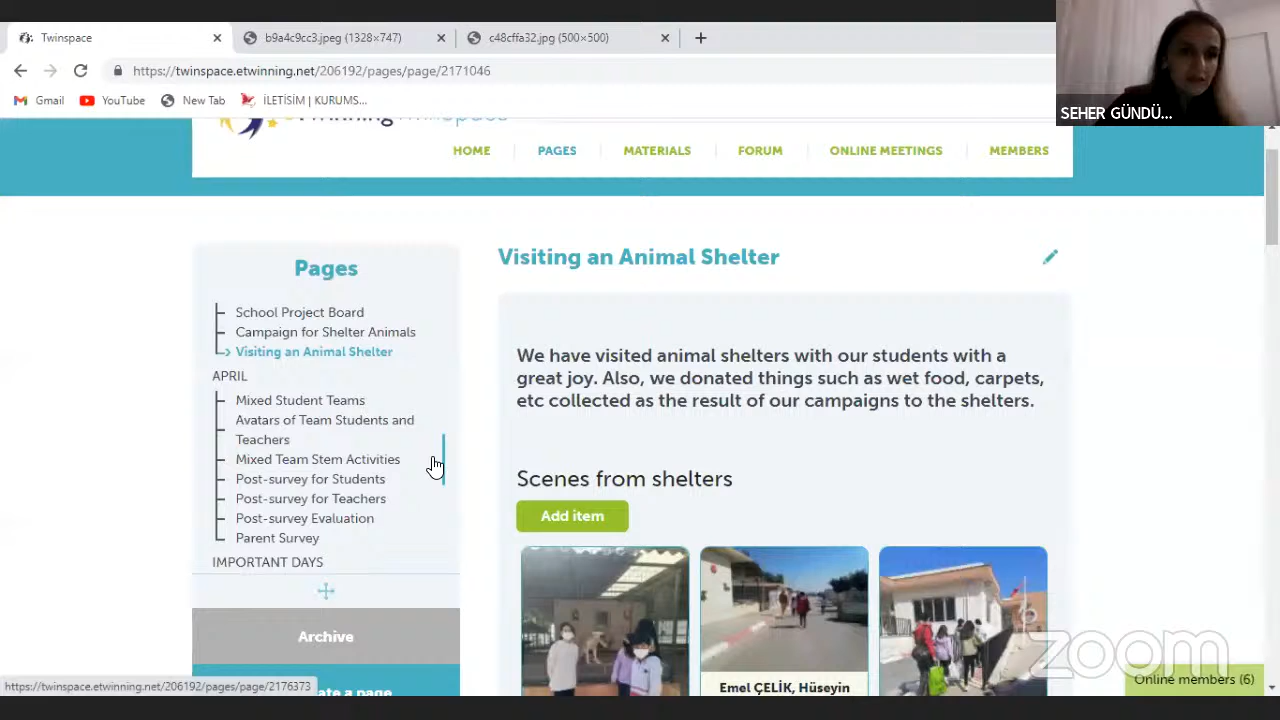 Twinspace
b9a4c9cc3.jpeg (1328×747)
c48cffa32.jpg (500×500)
https://twinspace.etwinning.net/206192/pages/page/2171046
Gmail
YouTube
New Tab
İLETİSİM | KURUMS...
SEHER GÜNDÜ...
HOME
PAGES
MATERIALS
FORUM
ONLINE MEETINGS
MEMBERS
Pages
School Project Board
Campaign for Shelter Animals
Visiting an Animal Shelter
APRIL
Mixed Student Teams
Avatars of Team Students and
Teachers
Mixed Team Stem Activities
Post-survey for Students
Post-survey for Teachers
Post-survey Evaluation
Parent Survey
IMPORTANT DAYS
Archive
Visiting an Animal Shelter
We have visited animal shelters with our students with a
great joy. Also, we donated things such as wet food, carpets,
etc collected as the result of our campaigns to the shelters.
Scenes from shelters
Add item
Emel ÇELİK, Hüseyin
zoom
Online members (6)
https://twinspace.etwinning.net/206192/pages/page/2176373
ate a page